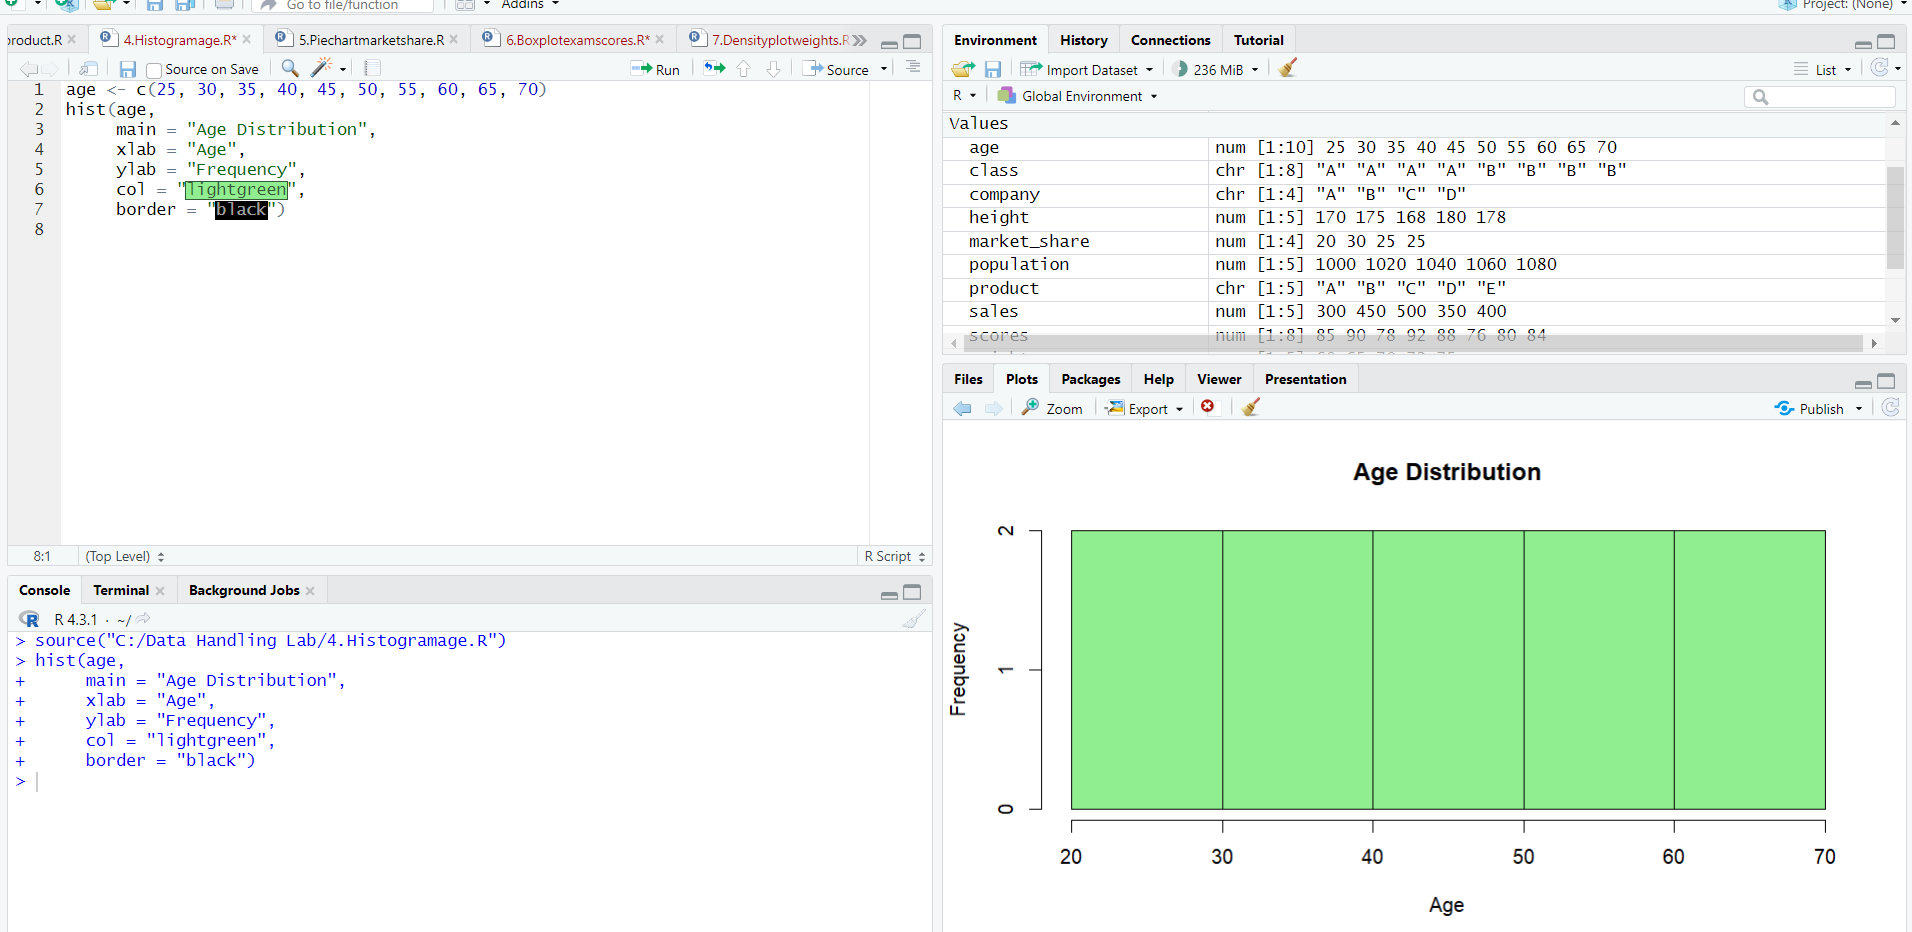 Go to file/function
Addins
Project: (None)
product.R
4.Histogramage.R*
5.Piechartmarketshare.R
6.Boxplotexamscores.R*
7.Densityplotweights.R
Source on Save
Run
Source
1 age <- c(25, 30, 35, 40, 45, 50, 55, 60, 65, 70)
2 hist(age,
3 main = "Age Distribution",
4 xlab = "Age",
5 ylab = "Frequency",
6 col = "lightgreen",
7 border = "black")
8
8:1
(Top Level)
R Script
Console
Terminal
Background Jobs
R 4.3.1 · ~/
> source("C:/Data Handling Lab/4.Histogramage.R")
> hist(age,
+ main = "Age Distribution",
+ xlab = "Age",
+ ylab = "Frequency",
+ col = "lightgreen",
+ border = "black")
>
Environment
History
Connections
Tutorial
Import Dataset
236 MiB
List
R
Global Environment
Values
age num [1:10] 25 30 35 40 45 50 55 60 65 70
class chr [1:8] "A" "A" "A" "A" "B" "B" "B" "B"
company chr [1:4] "A" "B" "C" "D"
height num [1:5] 170 175 168 180 178
market_share num [1:4] 20 30 25 25
population num [1:5] 1000 1020 1040 1060 1080
product chr [1:5] "A" "B" "C" "D" "E"
sales num [1:5] 300 450 500 350 400
scores num [1:8] 85 90 78 92 88 76 80 84
Files
Plots
Packages
Help
Viewer
Presentation
Zoom
Export
Publish
Age Distribution
Frequency
2
1
0
20 30 40 50 60 70
Age